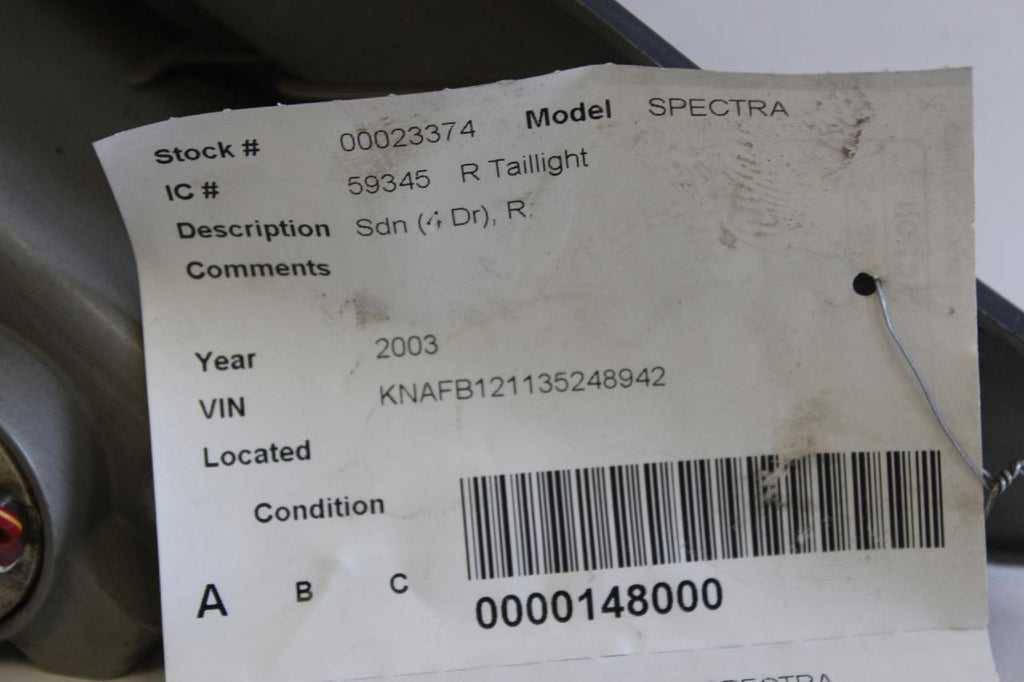 Stock # 00023374 Model SPECTRA
IC # 59345 R Taillight
Description Sdn (4 Dr), R.
Comments
Year 2003
VIN KNAFB121135248942
Located
Condition
A B C
0000148000
SPECTRA